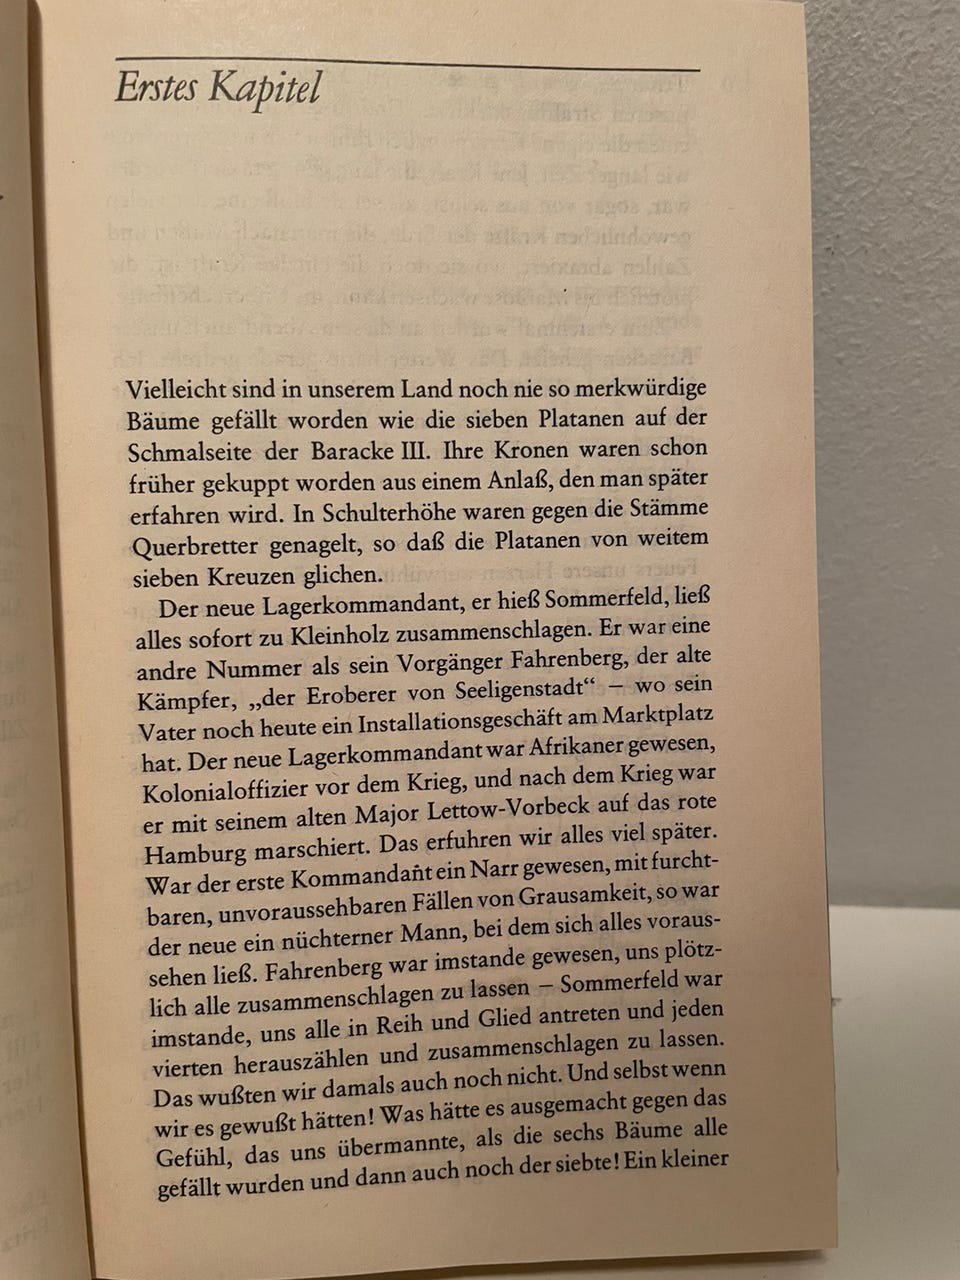 Erstes Kapitel
Vielleicht sind in unserem Land noch nie so merkwürdige
Bäume gefällt worden wie die sieben Platanen auf der
Schmalseite der Baracke III. Ihre Kronen waren schon
früher gekuppt worden aus einem Anlaß, den man später
erfahren wird. In Schulterhöhe waren gegen die Stämme
Querbretter genagelt, so daß die Platanen von weitem
sieben Kreuzen glichen.
Der neue Lagerkommandant, er hieß Sommerfeld, ließ
alles sofort zu Kleinholz zusammenschlagen. Er war eine
andre Nummer als sein Vorgänger Fahrenberg, der alte
Kämpfer, „der Eroberer von Seeligenstadt“ – wo sein
Vater noch heute ein Installationsgeschäft am Marktplatz
hat. Der neue Lagerkommandant war Afrikaner gewesen,
Kolonialoffizier vor dem Krieg, und nach dem Krieg war
er mit seinem alten Major Lettow-Vorbeck auf das rote
Hamburg marschiert. Das erfuhren wir alles viel später.
War der erste Kommandant ein Narr gewesen, mit furcht-
baren, unvoraussehbaren Fällen von Grausamkeit, so war
der neue ein nüchterner Mann, bei dem sich alles voraus-
sehen ließ. Fahrenberg war imstande gewesen, uns plötz-
lich alle zusammenschlagen zu lassen – Sommerfeld war
imstande, uns alle in Reih und Glied antreten und jeden
vierten herauszählen und zusammenschlagen zu lassen.
Das wußten wir damals auch noch nicht. Und selbst wenn
wir es gewußt hätten! Was hätte es ausgemacht gegen das
Gefühl, das uns übermannte, als die sechs Bäume alle
gefällt wurden und dann auch noch der siebte! Ein kleiner